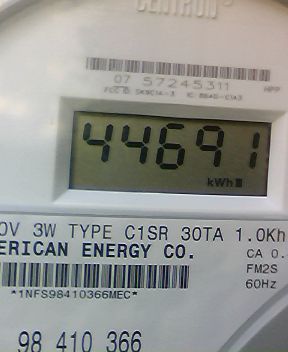 CENTRON
07 57245311
44691
kWh
0V 3W TYPE C1SR 30TA 1.0Kh
ERICAN ENERGY CO.
CA 0.
FM2S
*1NFS98410366MEC*
60Hz
98 410 366